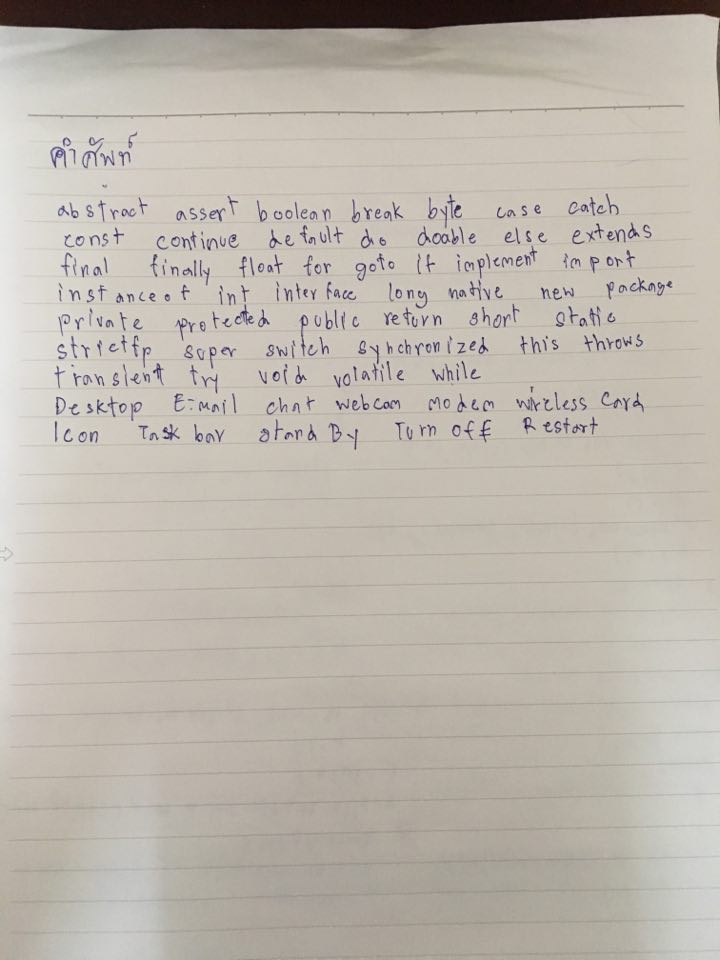 คำศัพท์
abstract assert boolean break byte case catch
const continue default do doable else extends
final finally float for goto if implement import
instanceof int interface long native new package
private protected public return short static
strictfp super switch synchronized this throws
translent try void volatile while
Desktop E-mail chat webcam modem wireless Card
Icon Task bar stand By Turn off Restart